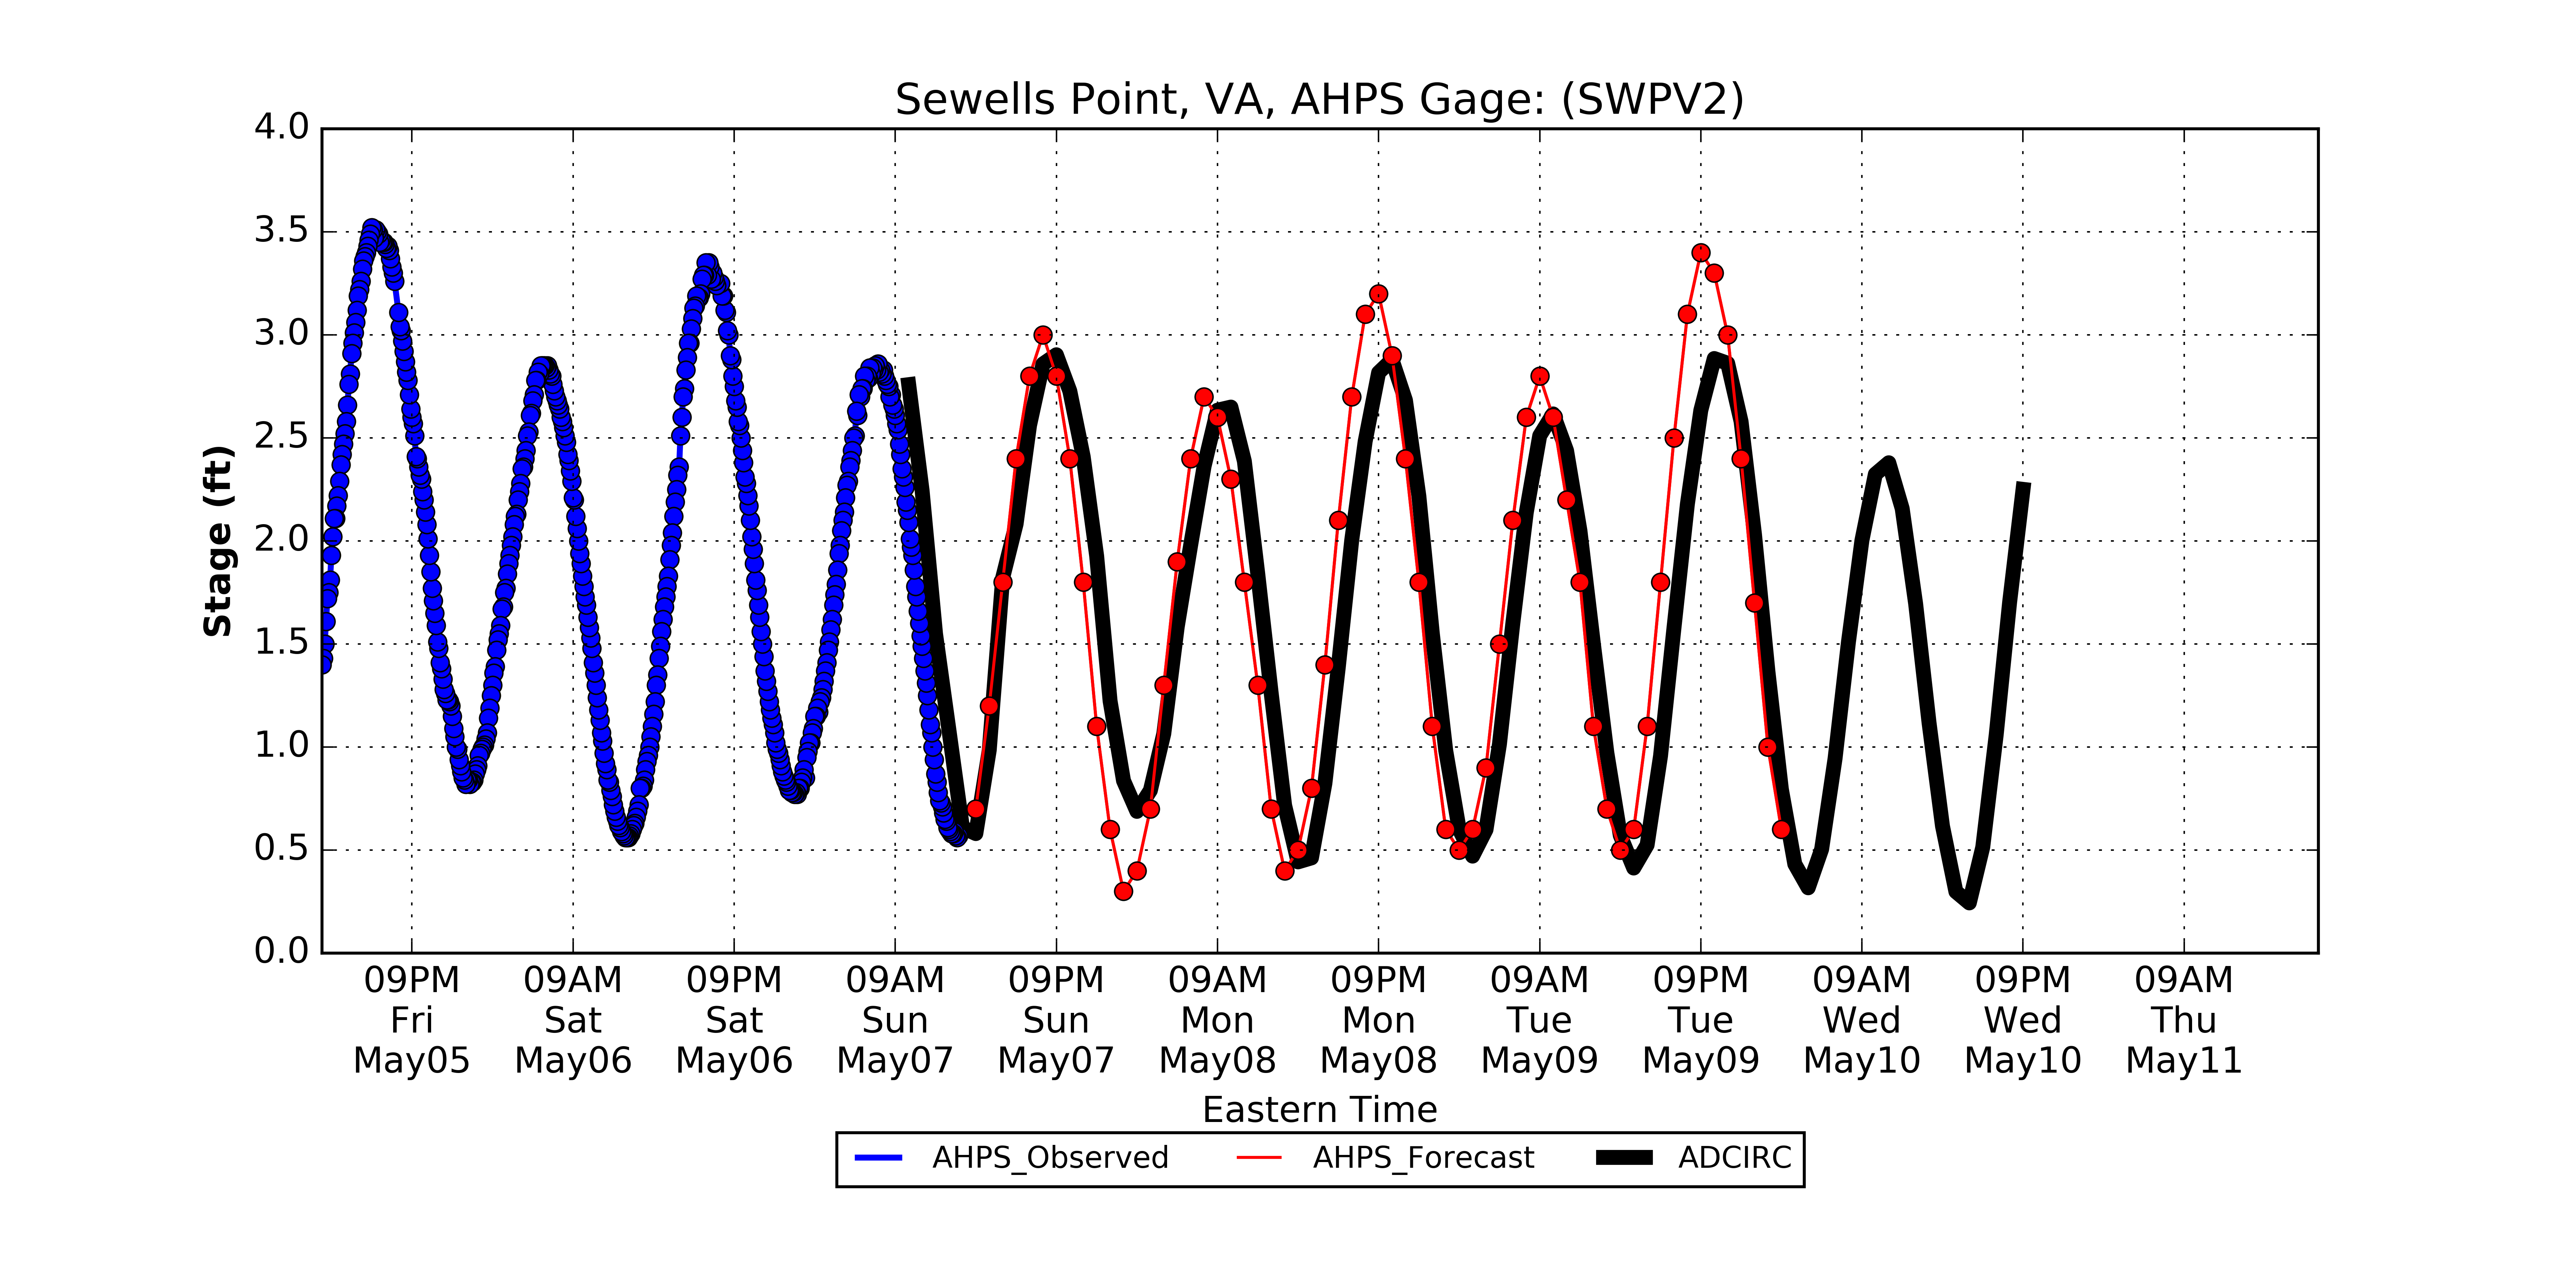 Sewells Point, VA, AHPS Gage: (SWPV2)
4.0
3.5
3.0
2.5
2.0
1.5
1.0
0.5
0.0
Stage (ft)
09PM 09AM 09PM 09AM 09PM 09AM 09PM 09AM 09PM 09AM 09PM 09AM
Fri Sat Sat Sun Sun Mon Mon Tue Tue Wed Wed Thu
May05 May06 May06 May07 May07 May08 May08 May09 May09 May10 May10 May11
Eastern Time
AHPS_Observed AHPS_Forecast ADCIRC